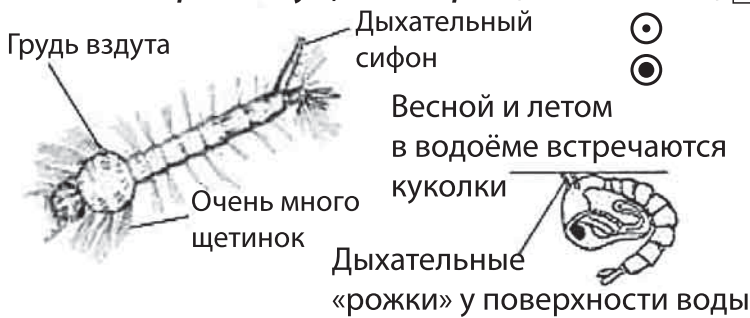 Грудь вздута
Дыхательный
сифон
Весной и летом
в водоёме встречаются
куколки
Очень много
щетинок
Дыхательные
«рожки» у поверхности воды